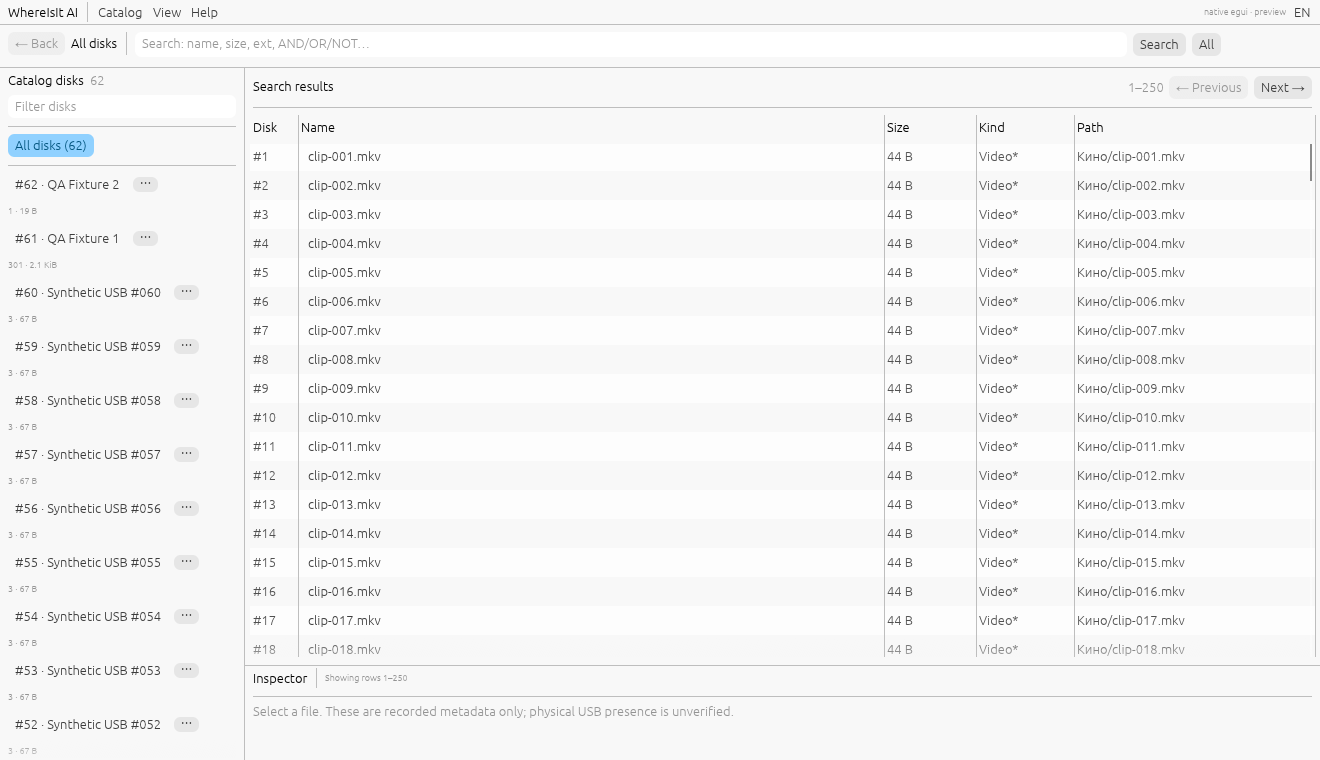 WhereIsIt AI Catalog View Help native egui · preview EN
← Back All disks Search: name, size, ext, AND/OR/NOT... Search All
Catalog disks 62
Filter disks
All disks (62)
#62 · QA Fixture 2 ···
1 · 19 B
#61 · QA Fixture 1 ···
301 · 2.1 KiB
#60 · Synthetic USB #060 ···
3 · 67 B
#59 · Synthetic USB #059 ···
3 · 67 B
#58 · Synthetic USB #058 ···
3 · 67 B
#57 · Synthetic USB #057 ···
3 · 67 B
#56 · Synthetic USB #056 ···
3 · 67 B
#55 · Synthetic USB #055 ···
3 · 67 B
#54 · Synthetic USB #054 ···
3 · 67 B
#53 · Synthetic USB #053 ···
3 · 67 B
#52 · Synthetic USB #052 ···
3 · 67 B
Search results 1–250 ← Previous Next →
Disk Name Size Kind Path
#1 clip-001.mkv 44 B Video* Кино/clip-001.mkv
#2 clip-002.mkv 44 B Video* Кино/clip-002.mkv
#3 clip-003.mkv 44 B Video* Кино/clip-003.mkv
#4 clip-004.mkv 44 B Video* Кино/clip-004.mkv
#5 clip-005.mkv 44 B Video* Кино/clip-005.mkv
#6 clip-006.mkv 44 B Video* Кино/clip-006.mkv
#7 clip-007.mkv 44 B Video* Кино/clip-007.mkv
#8 clip-008.mkv 44 B Video* Кино/clip-008.mkv
#9 clip-009.mkv 44 B Video* Кино/clip-009.mkv
#10 clip-010.mkv 44 B Video* Кино/clip-010.mkv
#11 clip-011.mkv 44 B Video* Кино/clip-011.mkv
#12 clip-012.mkv 44 B Video* Кино/clip-012.mkv
#13 clip-013.mkv 44 B Video* Кино/clip-013.mkv
#14 clip-014.mkv 44 B Video* Кино/clip-014.mkv
#15 clip-015.mkv 44 B Video* Кино/clip-015.mkv
#16 clip-016.mkv 44 B Video* Кино/clip-016.mkv
#17 clip-017.mkv 44 B Video* Кино/clip-017.mkv
#18 clip-018.mkv 44 B Video* Кино/clip-018.mkv
Inspector Showing rows 1–250
Select a file. These are recorded metadata only; physical USB presence is unverified.